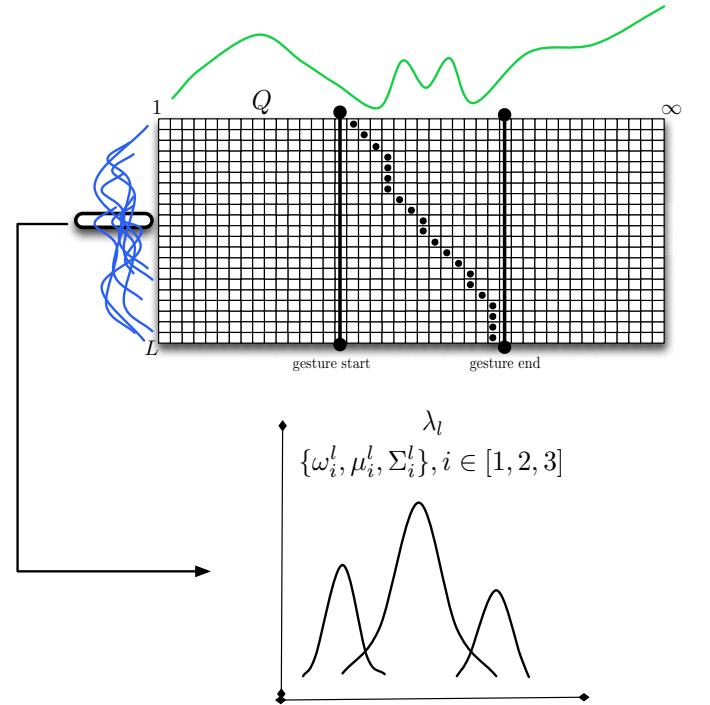 1 Q ∞
L
gesture start gesture end
λ_l
{ω_i^l, μ_i^l, Σ_i^l}, i ∈ [1, 2, 3]